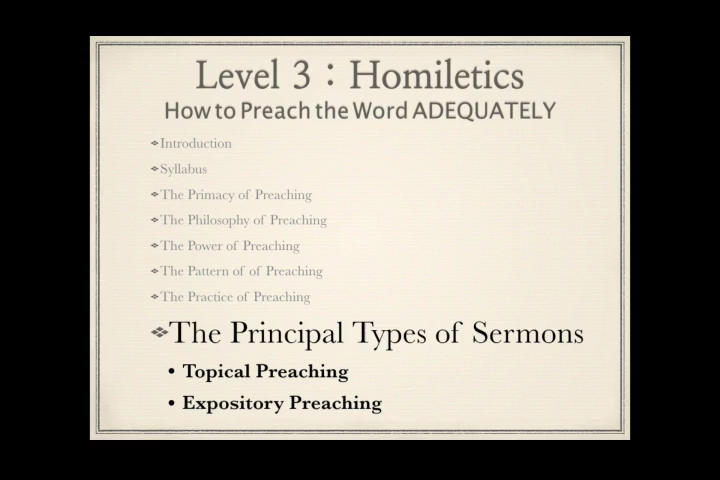 Level 3 : Homiletics
How to Preach the Word ADEQUATELY
Introduction
Syllabus
The Primacy of Preaching
The Philosophy of Preaching
The Power of Preaching
The Pattern of of Preaching
The Practice of Preaching
The Principal Types of Sermons
• Topical Preaching
• Expository Preaching